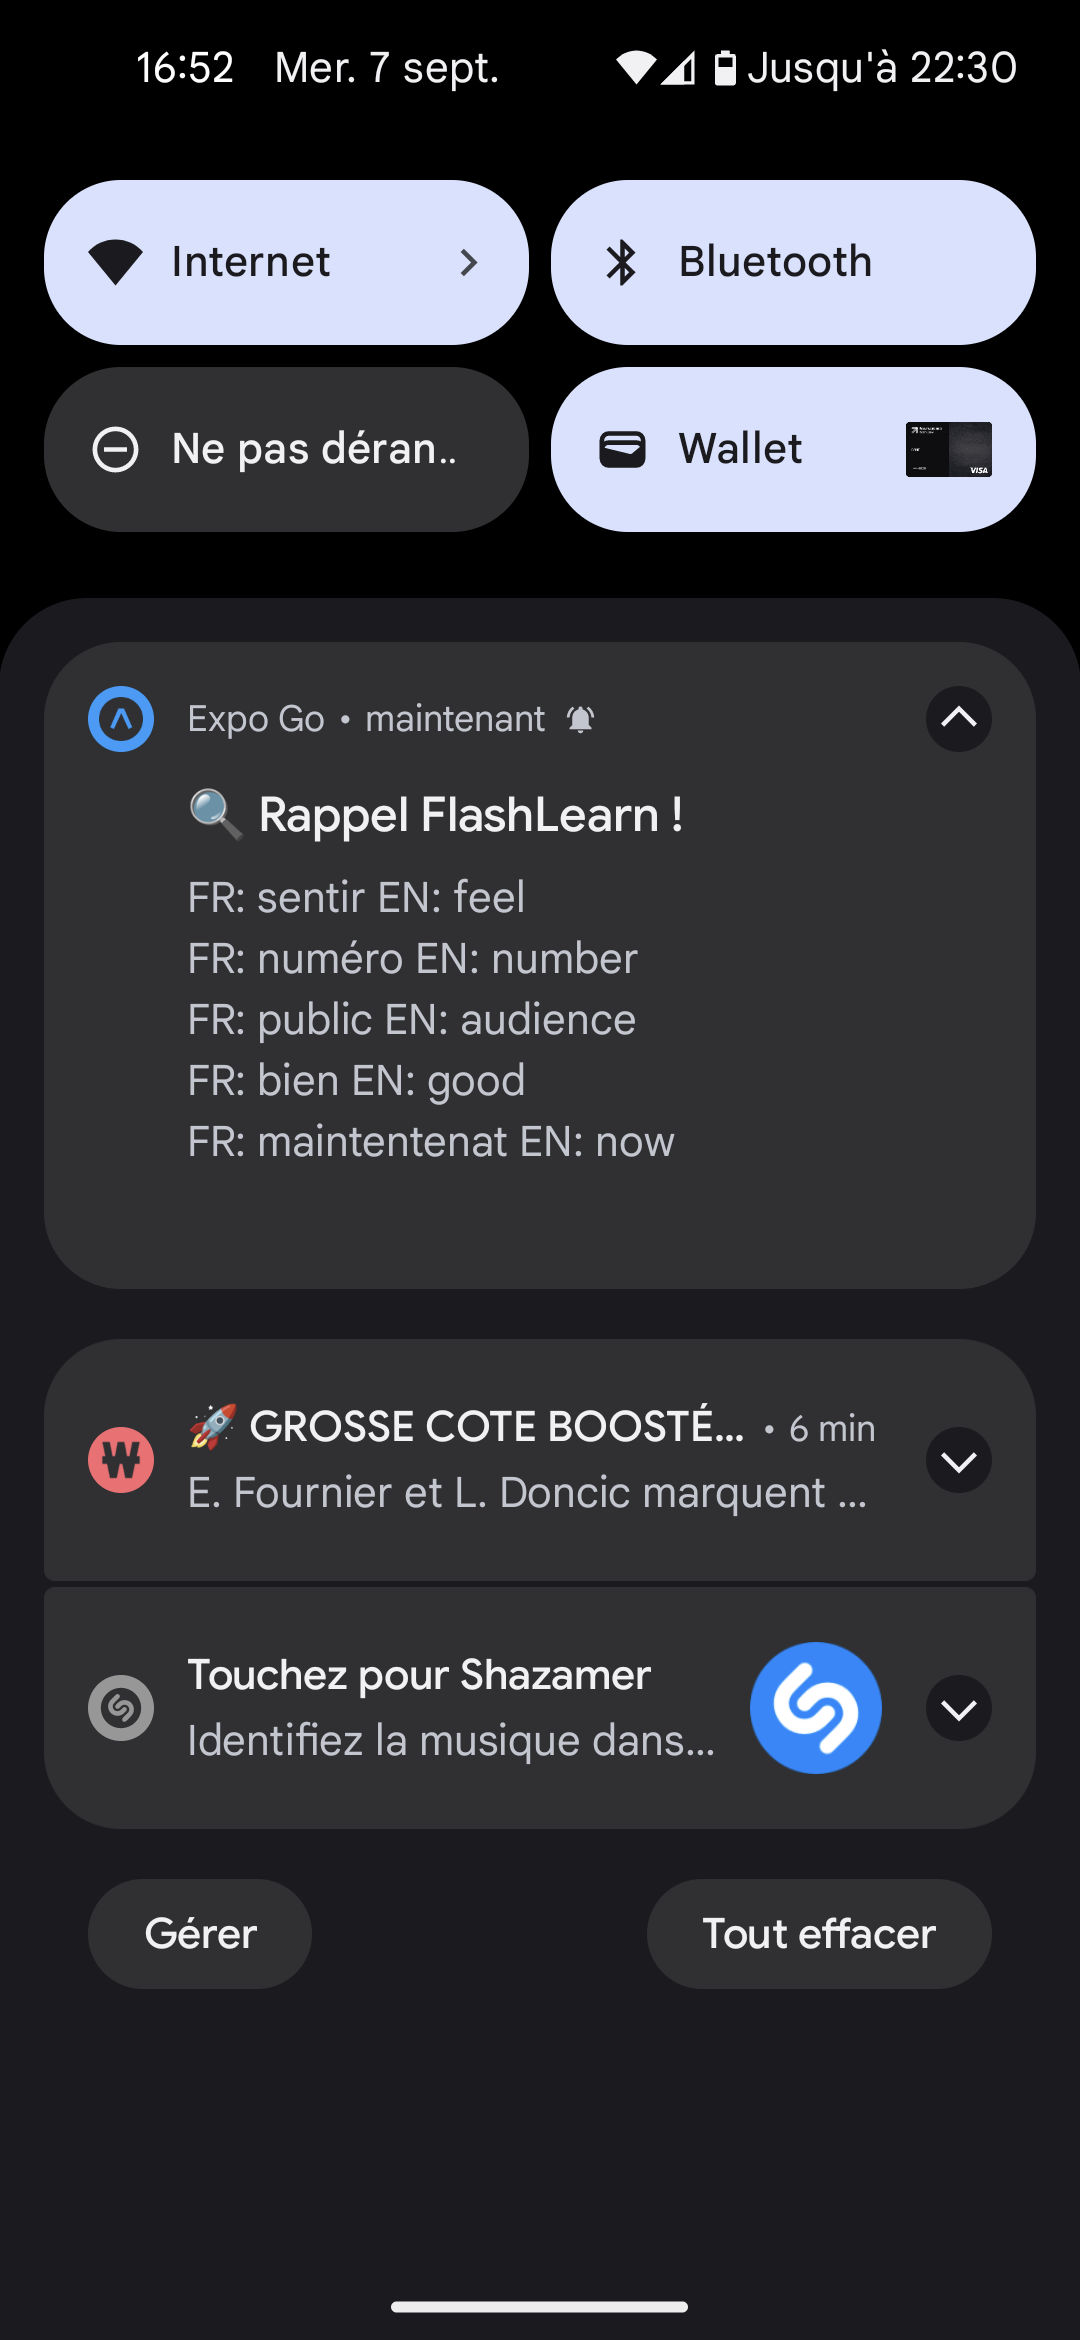 16:52 Mer. 7 sept. Jusqu'à 22:30
Internet
Bluetooth
Ne pas déran..
Wallet
VISA
Expo Go • maintenant
🔍 Rappel FlashLearn !
FR: sentir EN: feel
FR: numéro EN: number
FR: public EN: audience
FR: bien EN: good
FR: maintentenat EN: now
W
🚀 GROSSE COTE BOOSTÉ... • 6 min
E. Fournier et L. Doncic marquent ...
Touchez pour Shazamer
Identifiez la musique dans...
Gérer
Tout effacer